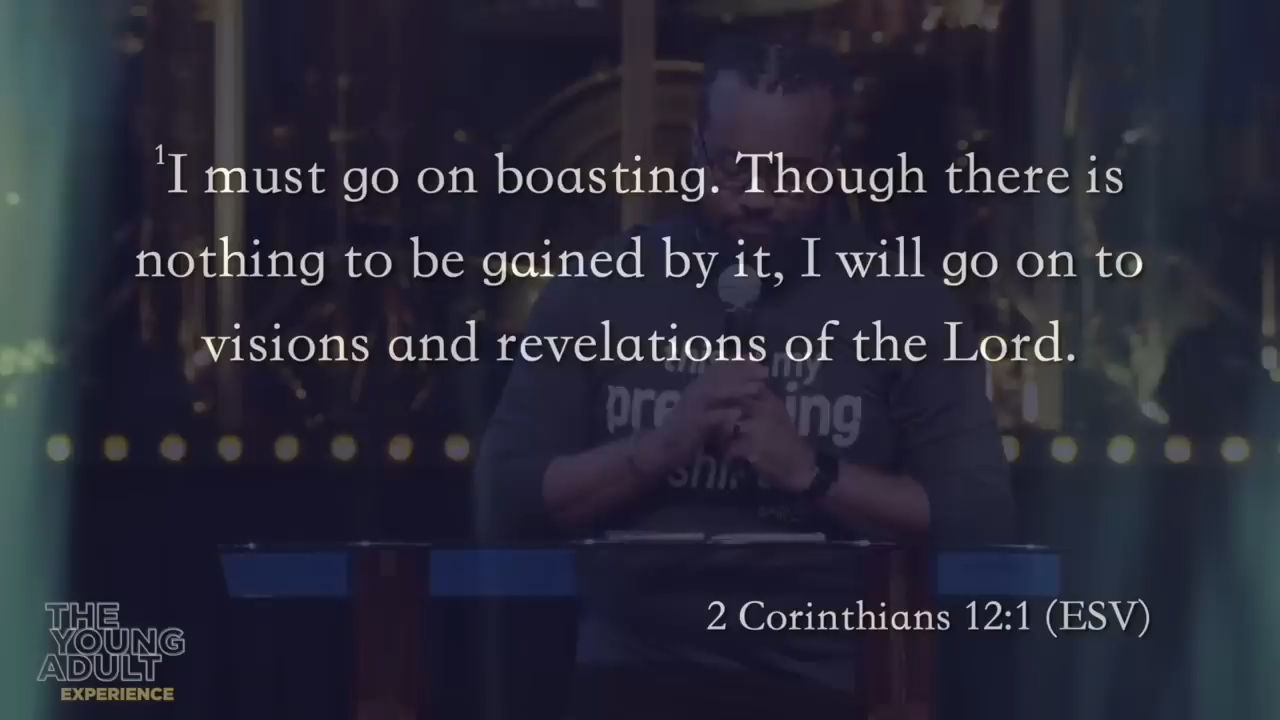 ¹I must go on boasting. Though there is
nothing to be gained by it, I will go on to
visions and revelations of the Lord.
my
2 Corinthians 12:1 (ESV)
THE
YOUNG
ADULT
EXPERIENCE